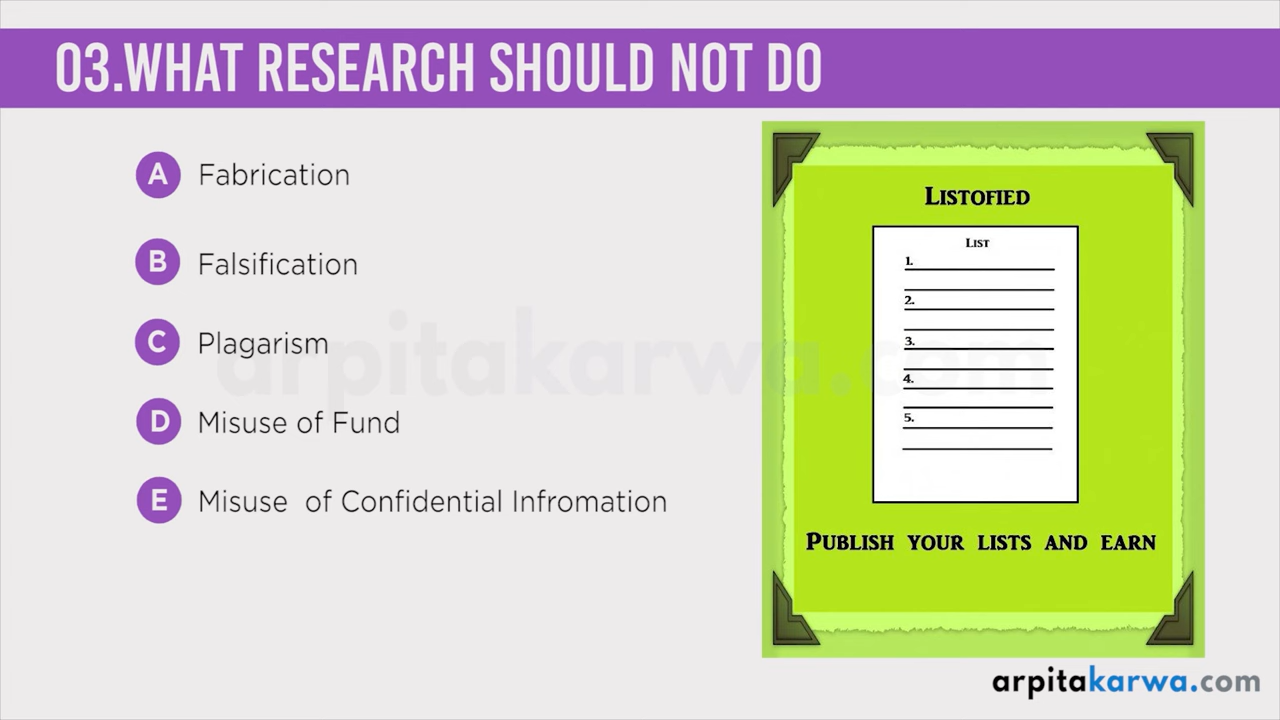 03.WHAT RESEARCH SHOULD NOT DO
A Fabrication
B Falsification
C Plagarism
D Misuse of Fund
E Misuse of Confidential Infromation
arpitakarwa.com
LISTOFIED
LIST
1.
2.
3.
4.
5.
PUBLISH YOUR LISTS AND EARN
arpitakarwa.com